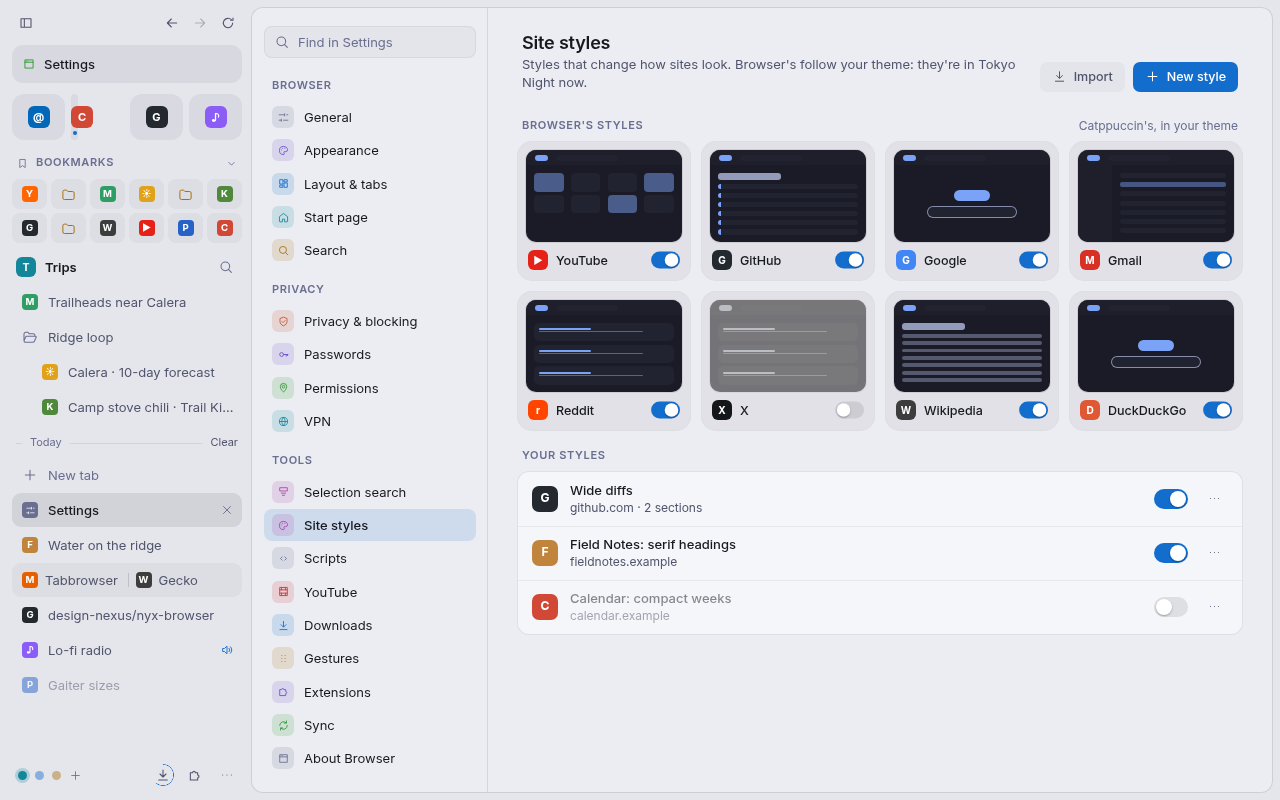 Settings
@
C
G
BOOKMARKS
Y
M
K
G
W
P
C
T
Trips
M
Trailheads near Calera
Ridge loop
Calera · 10-day forecast
K
Camp stove chili · Trail Ki...
Today
Clear
New tab
Settings
F
Water on the ridge
M
Tabbrowser
W
Gecko
G
design-nexus/nyx-browser
Lo-fi radio
P
Gaiter sizes
Find in Settings
BROWSER
General
Appearance
Layout & tabs
Start page
Search
PRIVACY
Privacy & blocking
Passwords
Permissions
VPN
TOOLS
Selection search
Site styles
Scripts
YouTube
Downloads
Gestures
Extensions
Sync
About Browser
Site styles
Styles that change how sites look. Browser's follow your theme: they're in Tokyo
Night now.
Import
New style
BROWSER'S STYLES
Catppuccin's, in your theme
YouTube
G
GitHub
G
Google
M
Gmail
r
Reddit
X
X
W
Wikipedia
D
DuckDuckGo
YOUR STYLES
G
Wide diffs
github.com · 2 sections
F
Field Notes: serif headings
fieldnotes.example
C
Calendar: compact weeks
calendar.example